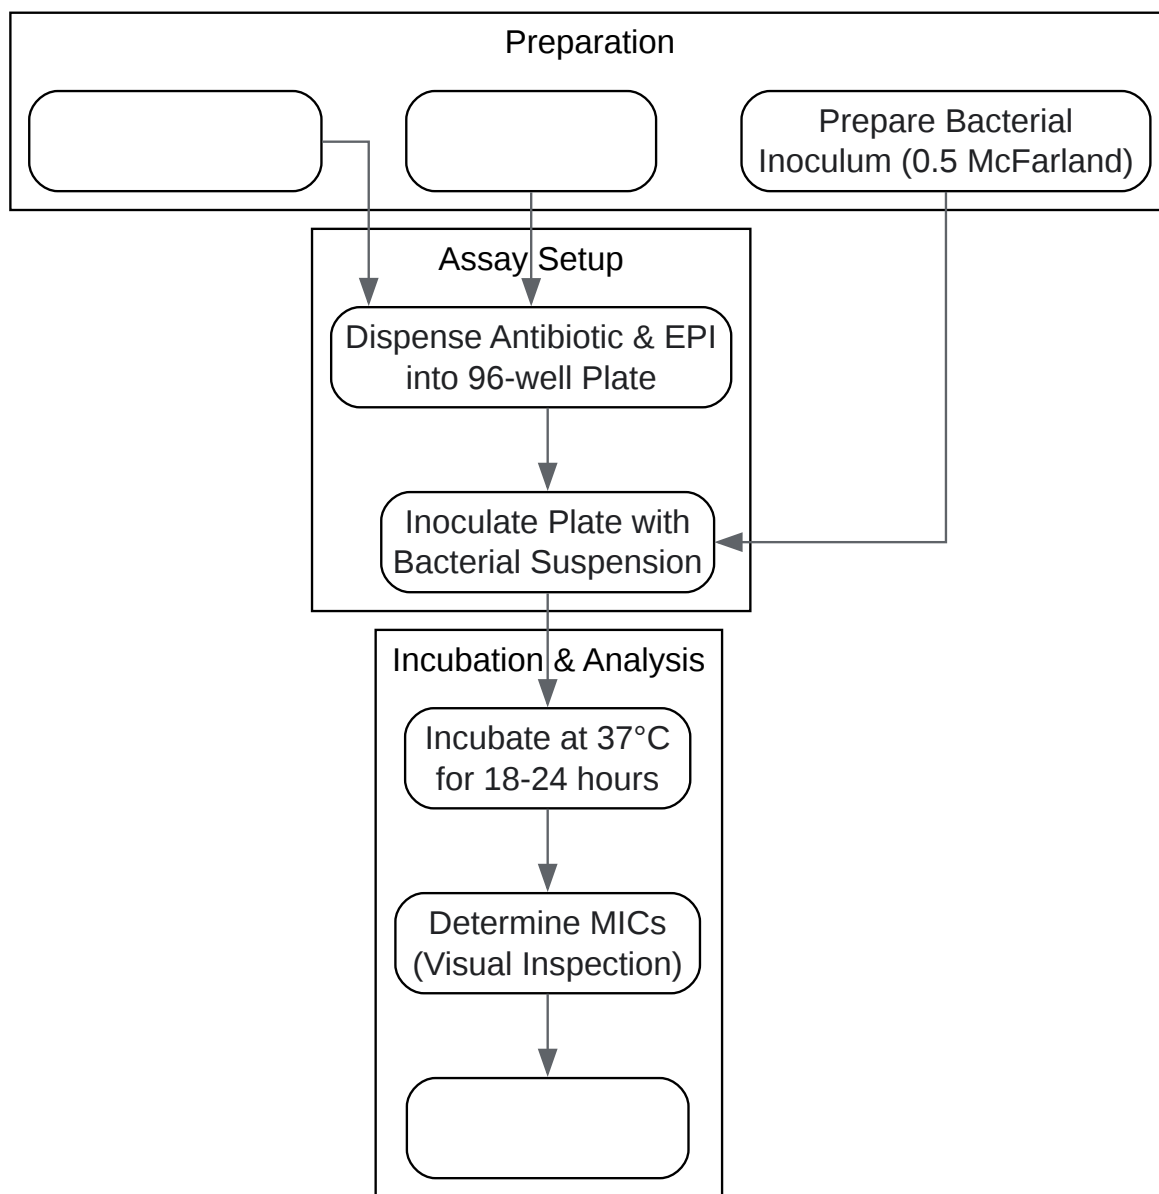 Preparation
Prepare Bacterial
Inoculum (0.5 McFarland)
Assay Setup
Dispense Antibiotic & EPI
into 96-well Plate
Inoculate Plate with
Bacterial Suspension
Incubation & Analysis
Incubate at 37°C
for 18-24 hours
Determine MICs
(Visual Inspection)